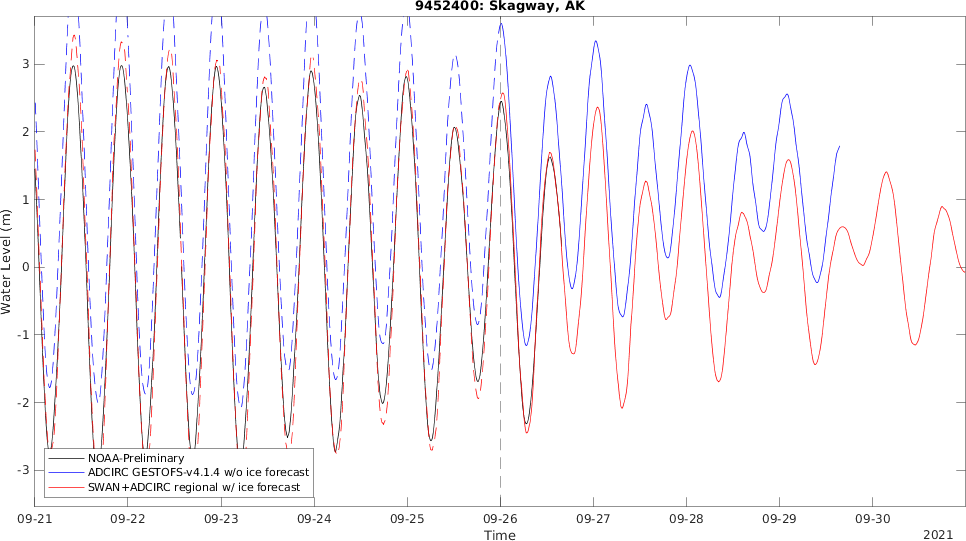 9452400: Skagway, AK
3
2
1
0
-1
-2
-3
Water Level (m)
NOAA-Preliminary
ADCIRC GESTOFS-v4.1.4 w/o ice forecast
SWAN+ADCIRC regional w/ ice forecast
09-21 09-22 09-23 09-24 09-25 09-26 09-27 09-28 09-29 09-30
Time
2021